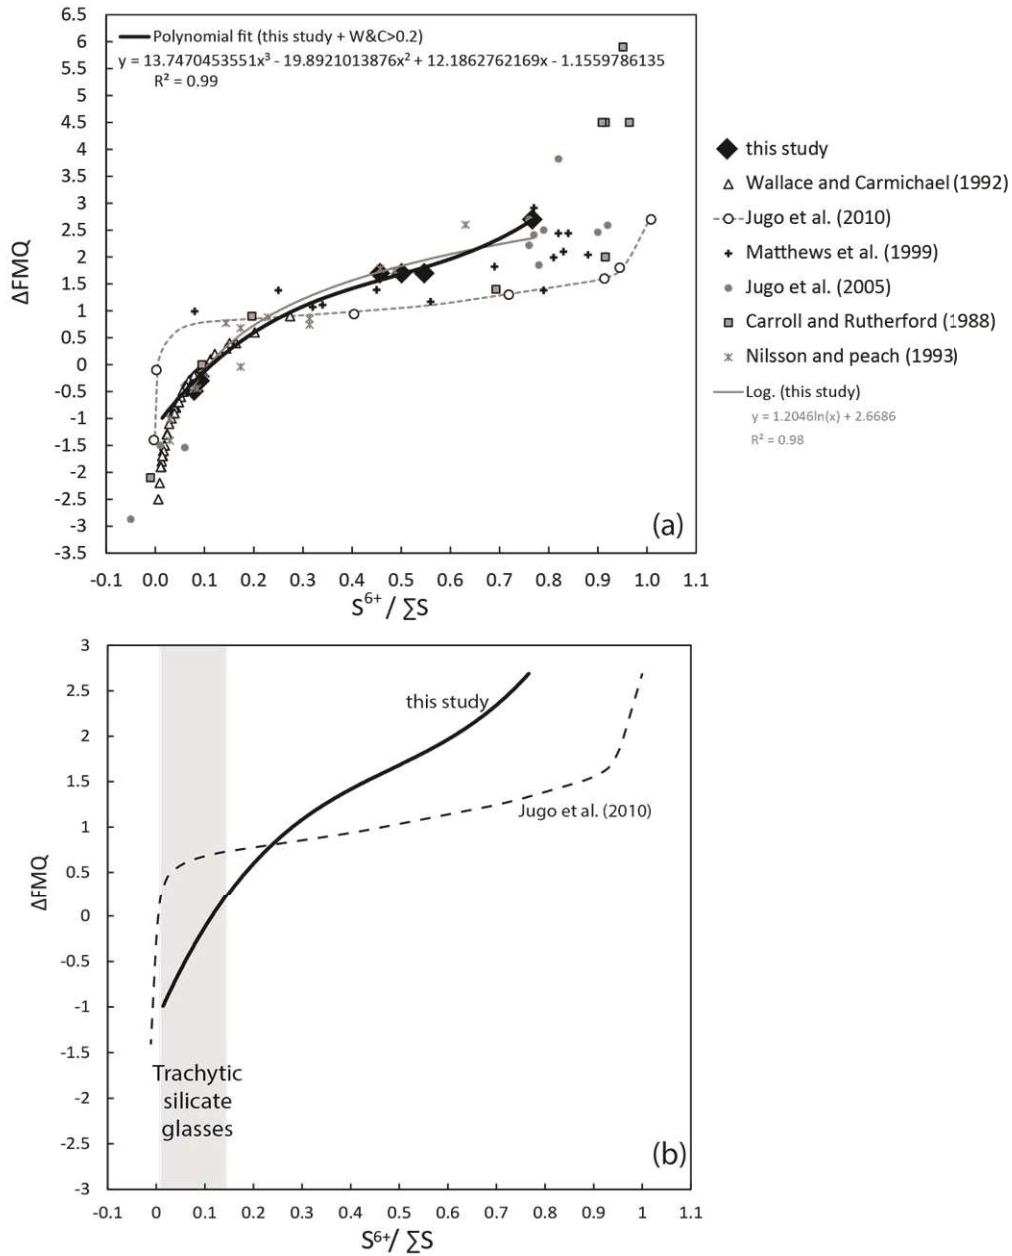 6.5
6
5.5
5
4.5
4
3.5
3
2.5
2
1.5
1
0.5
0
-0.5
-1
-1.5
-2
-2.5
-3
-3.5
ΔFMQ
Polynomial fit (this study + W&C>0.2)
y = 13.7470453551x³ - 19.8921013876x² + 12.1862762169x - 1.1559786135
R² = 0.99
(a)
-0.1 0.0 0.1 0.2 0.3 0.4 0.5 0.6 0.7 0.8 0.9 1.0 1.1
S⁶⁺ / ∑S
this study
Wallace and Carmichael (1992)
Jugo et al. (2010)
Matthews et al. (1999)
Jugo et al. (2005)
Carroll and Rutherford (1988)
Nilsson and peach (1993)
Log. (this study)
y = 1.2046ln(x) + 2.6686
R² = 0.98
3
2.5
2
1.5
1
0.5
0
-0.5
-1
-1.5
-2
-2.5
-3
ΔFMQ
this study
Jugo et al. (2010)
Trachytic
silicate
glasses
(b)
-0.1 0 0.1 0.2 0.3 0.4 0.5 0.6 0.7 0.8 0.9 1 1.1
S⁶⁺/ ∑S